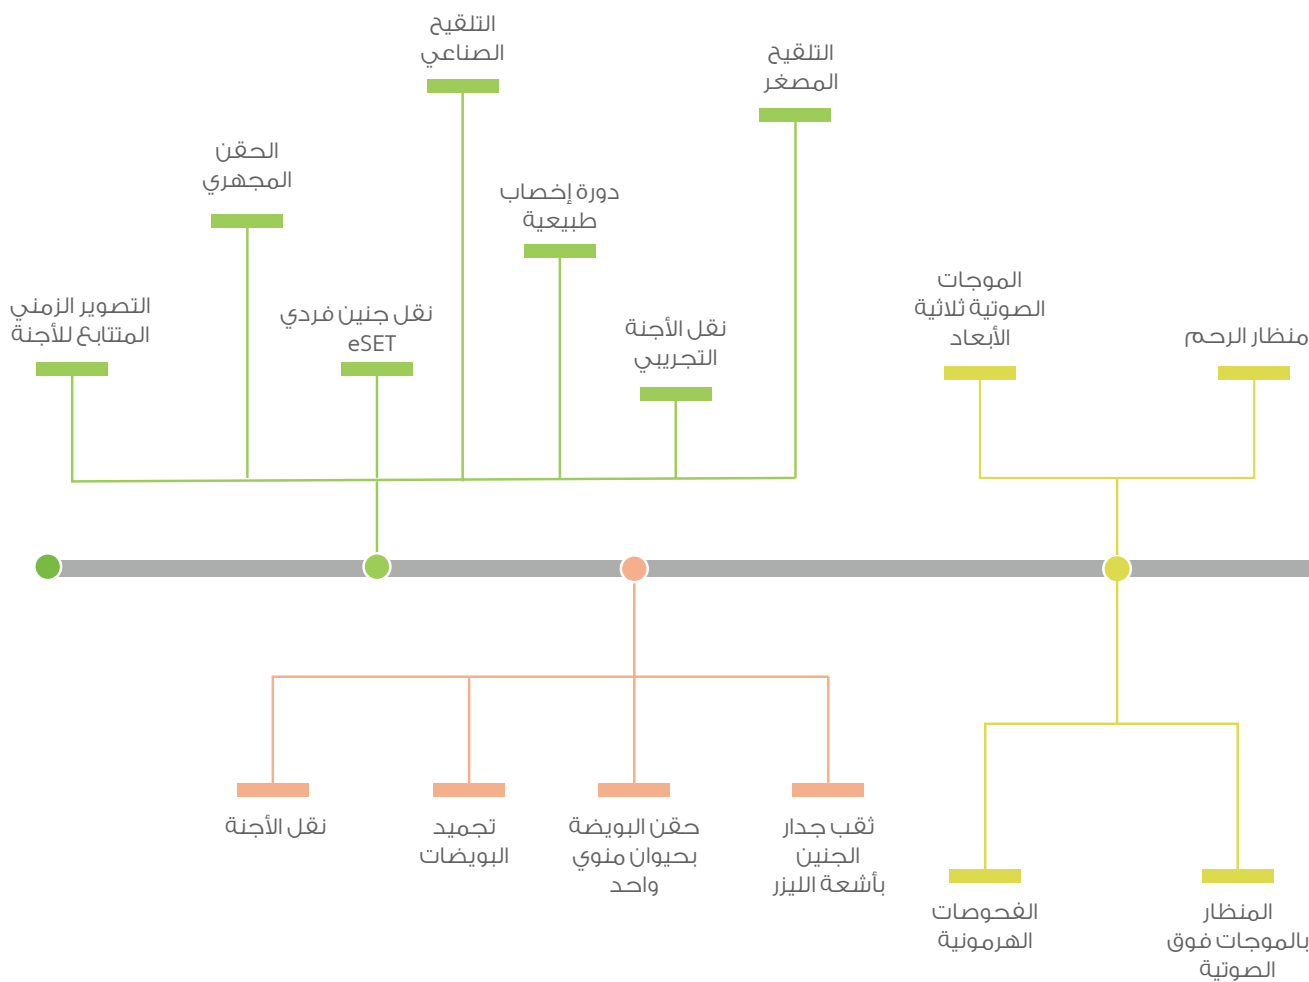 التلقيح
الصناعي
التلقيح
المصغر
الحقن
المجهري
دورة إخصاب
طبيعية
الموجات
الصوتية ثلاثية
الأبعاد
منظار الرحم
نقل الأجنة
التجريبي
نقل جنين فردي
eSET
التصوير الزمني
المتتابع للأجنة
ثقب جدار
الجنين
بأشعة الليزر
حقن البويضة
بحيوان منوي
واحد
تجميد
البويضات
نقل الأجنة
المنظار
بالموجات فوق
الصوتية
الفحوصات
الهرمونية